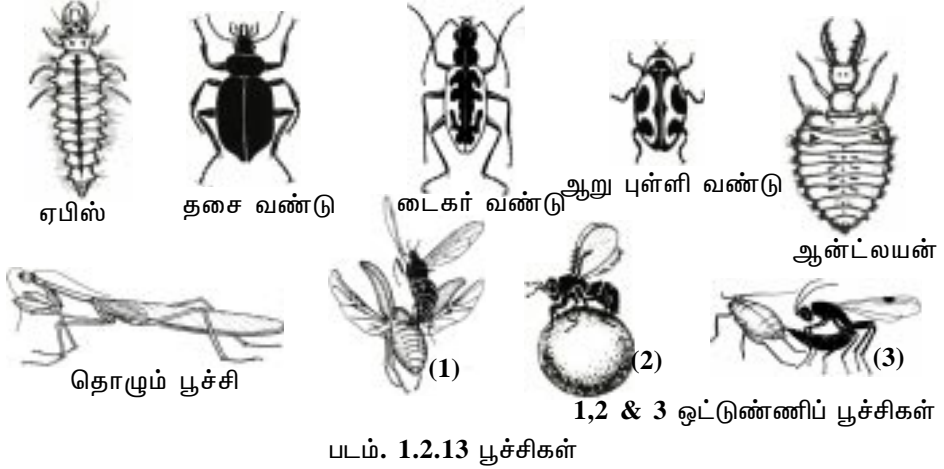 ஏபிஸ்
தசை வண்டு
டைகர் வண்டு
ஆறு புள்ளி வண்டு
ஆன்ட்லயன்
தொழும் பூச்சி
(1)
(2)
(3)
1,2 & 3 ஒட்டுண்ணிப் பூச்சிகள்
படம். 1.2.13 பூச்சிகள்